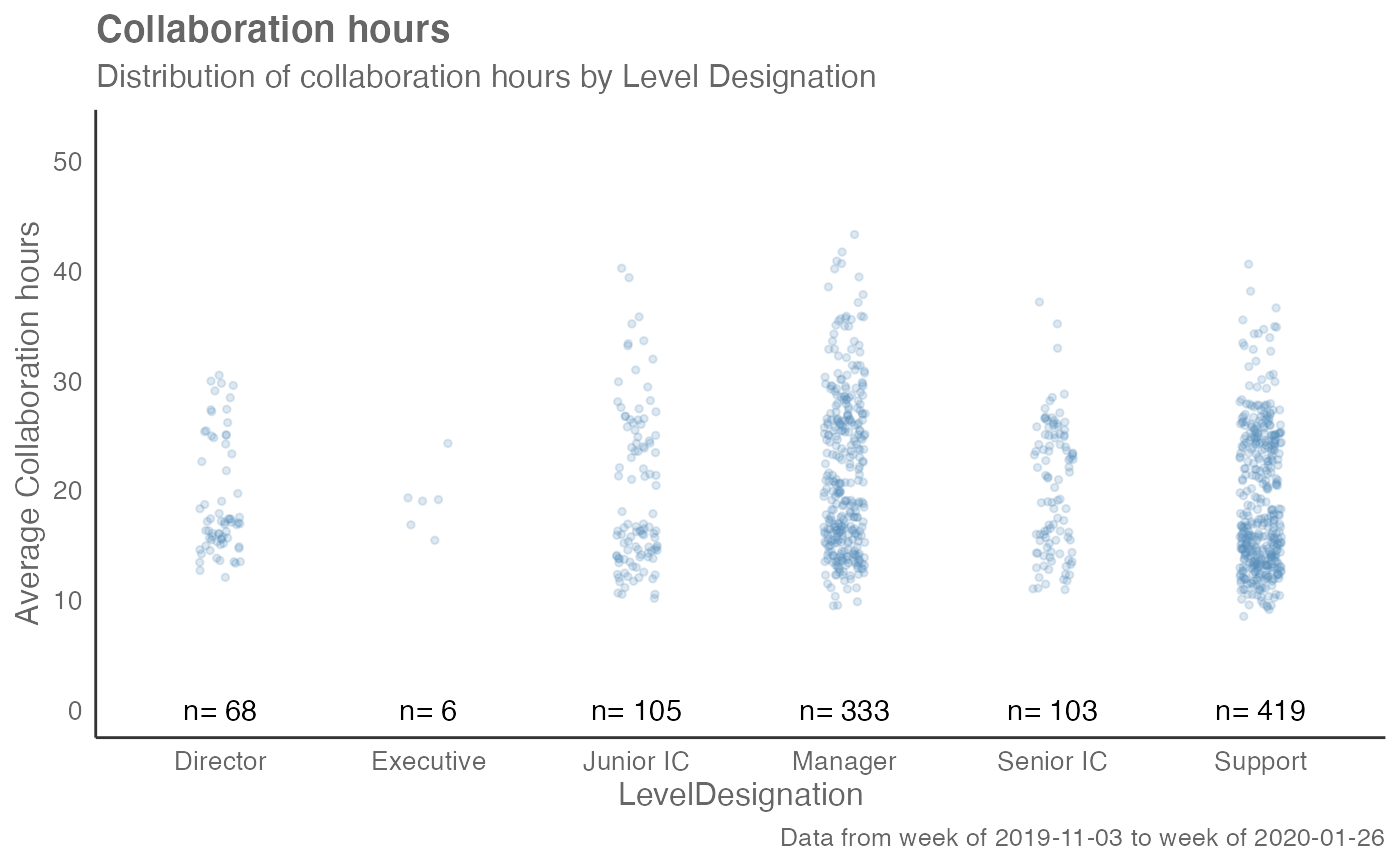 Collaboration hours
Distribution of collaboration hours by Level Designation
Average Collaboration hours
50
40
30
20
10
0
n= 68 n= 6 n= 105 n= 333 n= 103 n= 419
Director Executive Junior IC Manager Senior IC Support
LevelDesignation
Data from week of 2019-11-03 to week of 2020-01-26